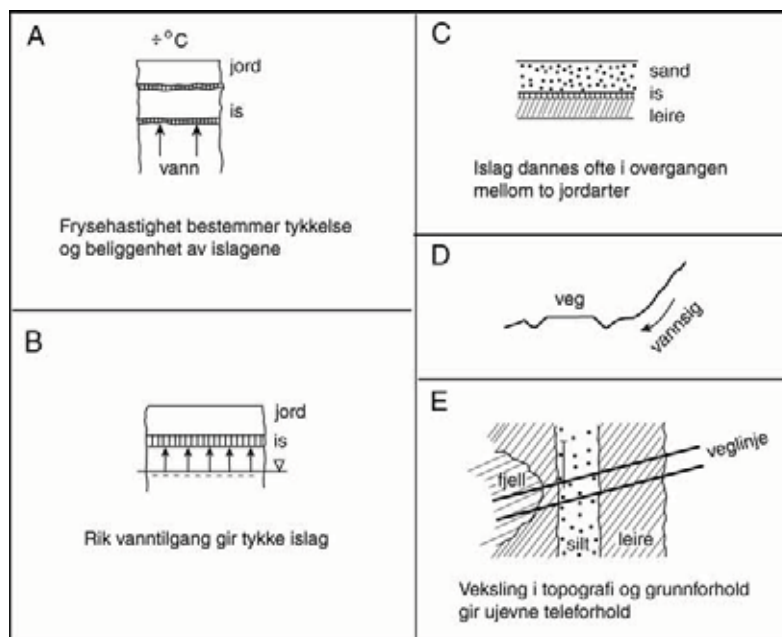 A
÷°C
jord
is
vann
Frysehastighet bestemmer tykkelse
og beliggenhet av islagene
B
jord
is
Rik vanntilgang gir tykke islag
C
sand
is
leire
Islag dannes ofte i overgangen
mellom to jordarter
D
veg
vannsig
E
veglinje
fjell
silt
leire
Veksling i topografi og grunnforhold
gir ujevne teleforhold